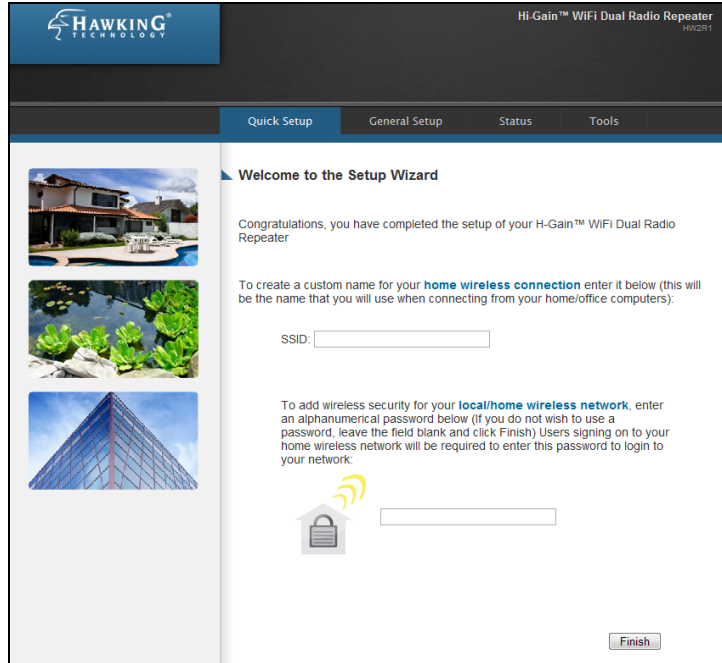 HAWKING®
TECHNOLOGY
Hi-Gain™ WiFi Dual Radio Repeater
HW2R1
Quick Setup General Setup Status Tools
Welcome to the Setup Wizard
Congratulations, you have completed the setup of your H-Gain™ WiFi Dual Radio
Repeater
To create a custom name for your home wireless connection enter it below (this will
be the name that you will use when connecting from your home/office computers):
SSID:
To add wireless security for your local/home wireless network, enter
an alphanumerical password below (If you do not wish to use a
password, leave the field blank and click Finish) Users signing on to your
home wireless network will be required to enter this password to login to
your network:
Finish